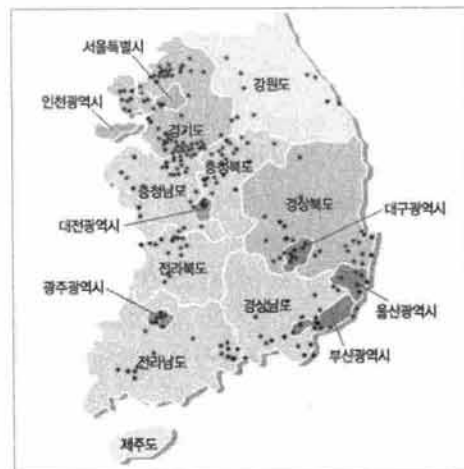 서울특별시
강원도
인천광역시
경기도
충청북도
충청남도
경상북도
대구광역시
대전광역시
전라북도
광주광역시
경상남도
울산광역시
부산광역시
전라남도
제주도